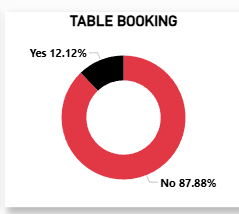 TABLE BOOKING
Yes 12.12%
No 87.88%